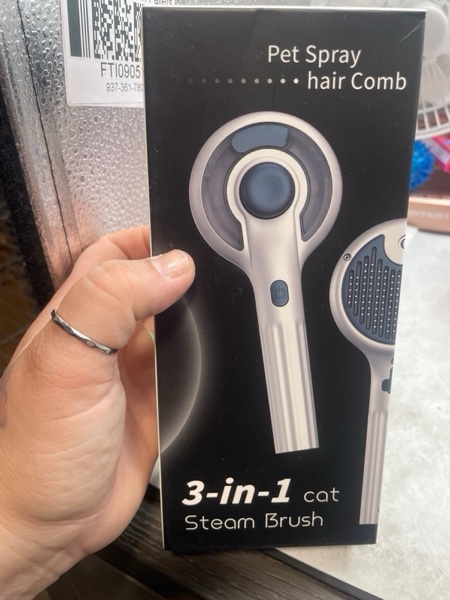 FTI0905
Pet Spray
hair Comb
3-in-1 cat
Steam Brush